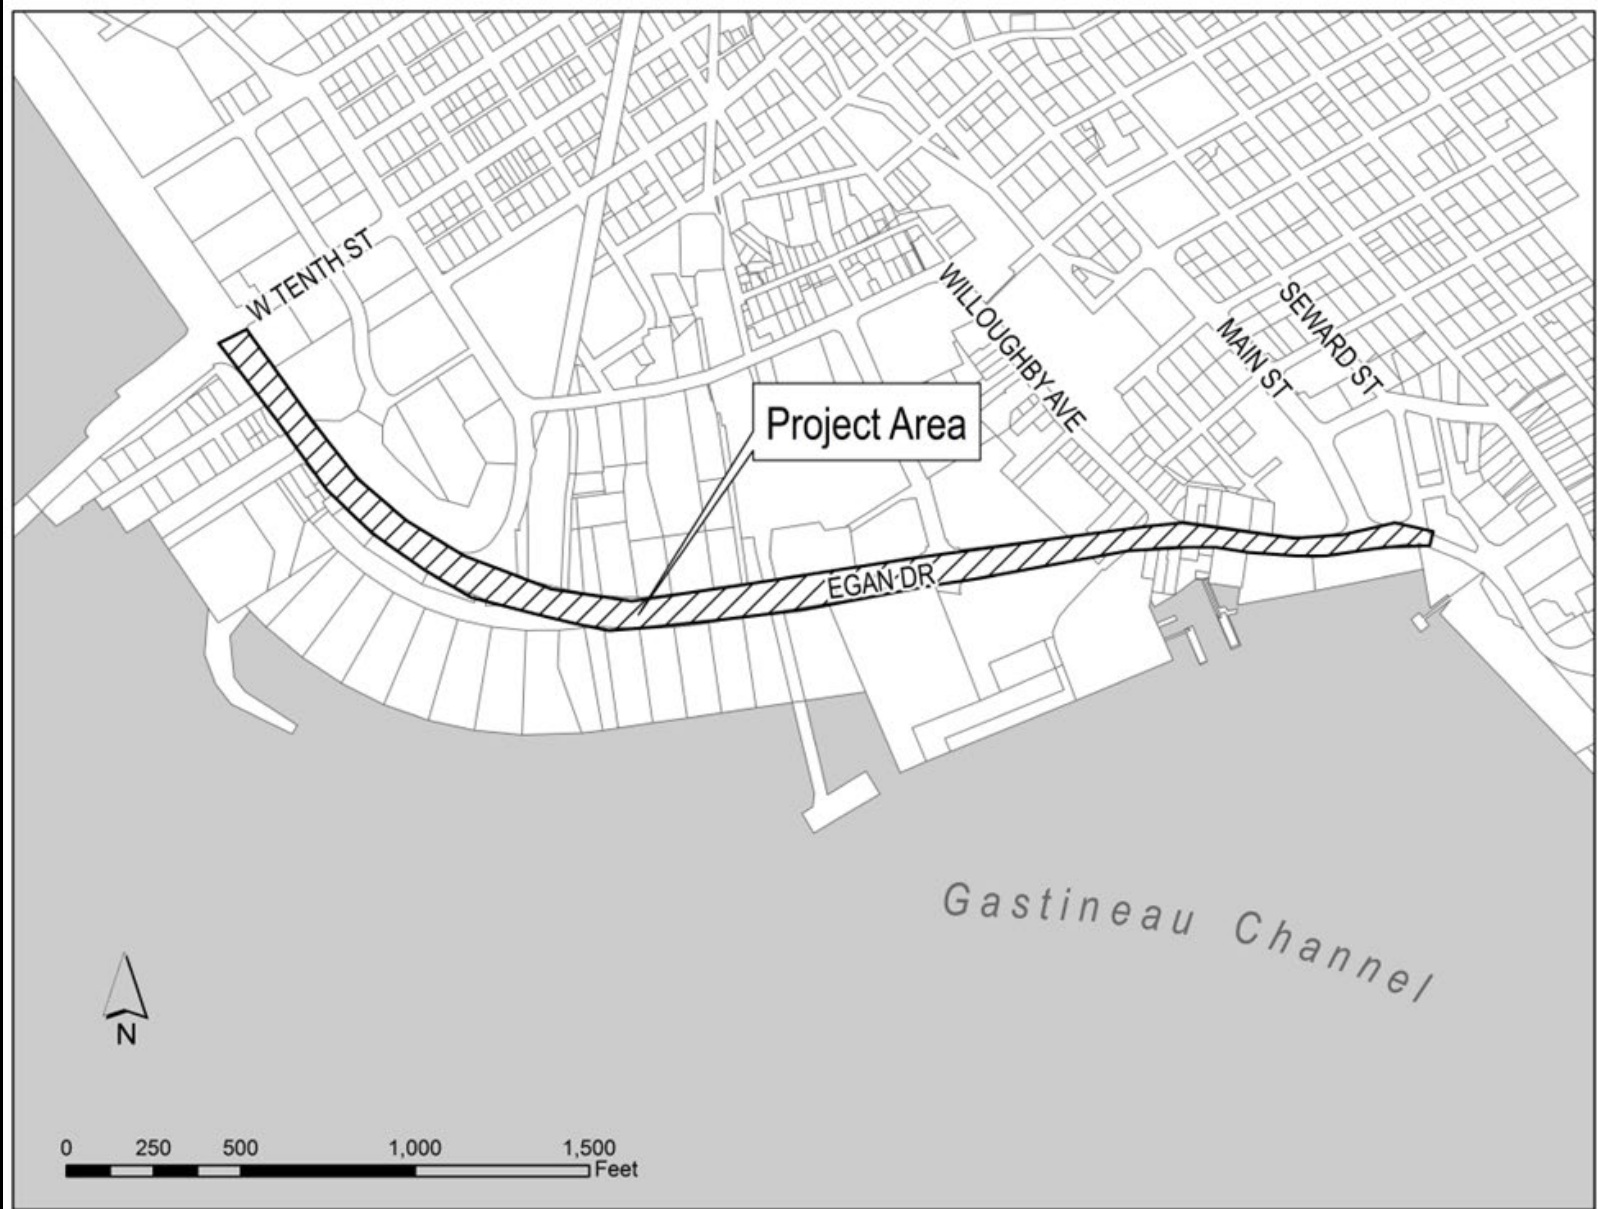 W TENTH ST
WILLOUGHBY AVE
SEWARD ST
MAIN ST
Project Area
EGAN DR
Gastineau Channel
N
0 250 500 1,000 1,500
Feet